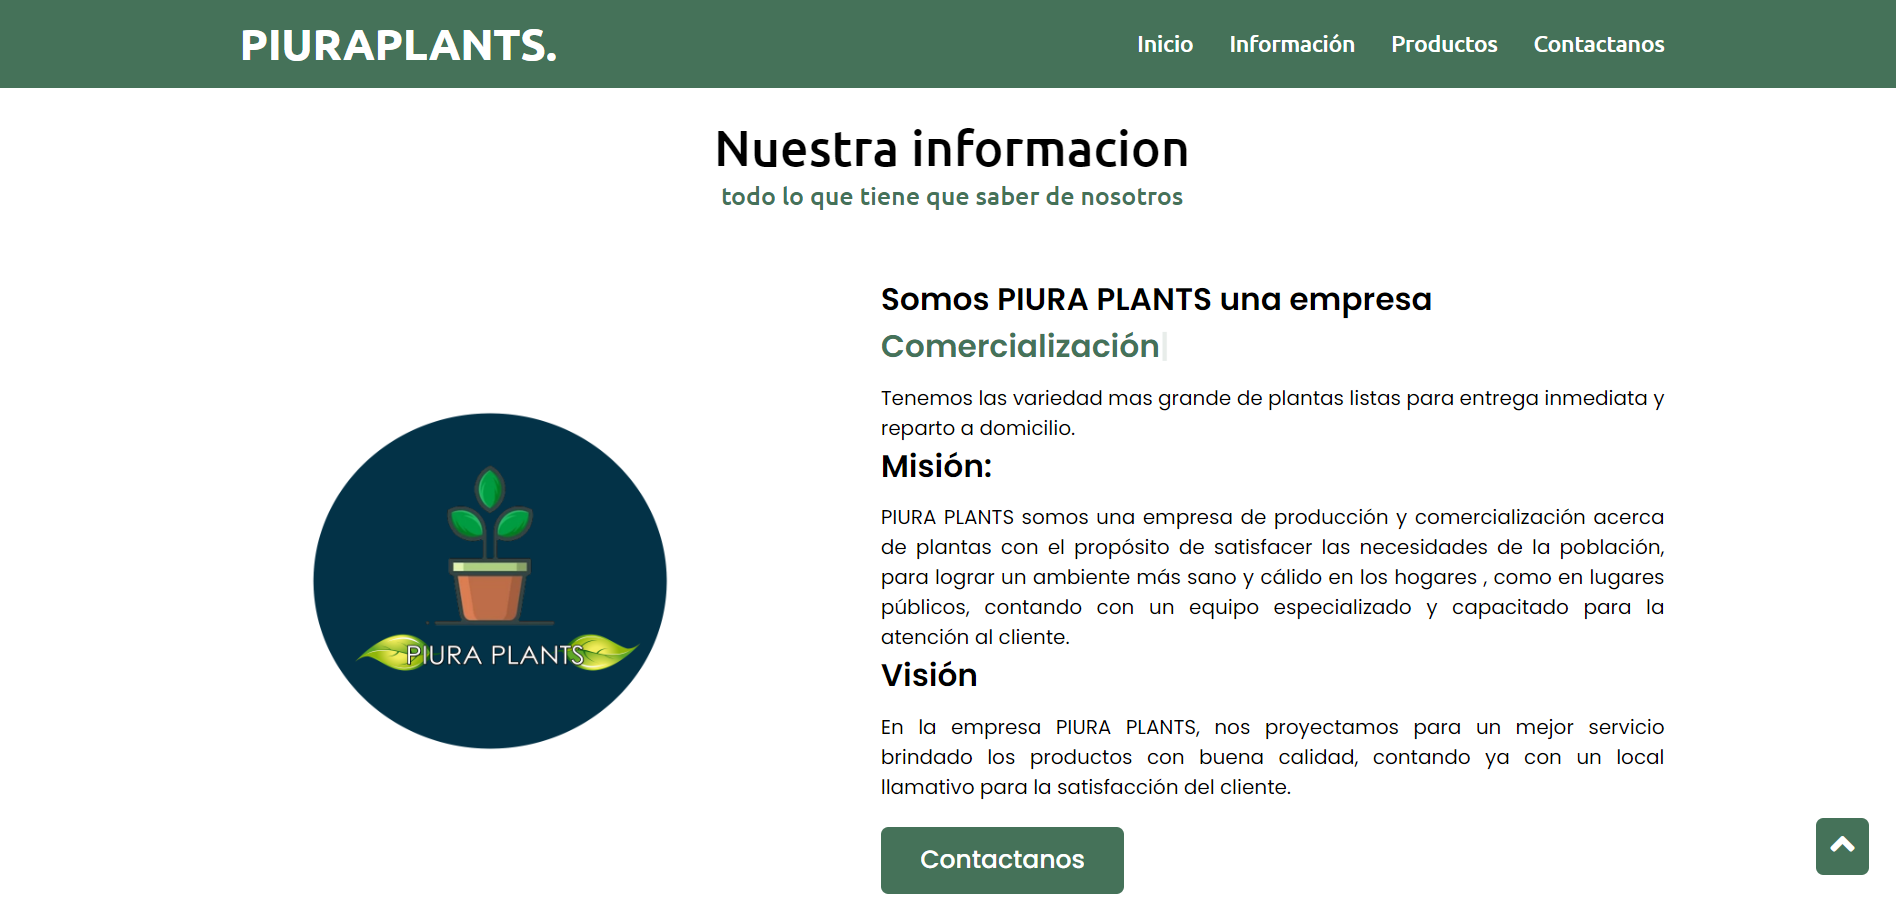 PIURAPLANTS.
Inicio Información Productos Contactanos
Nuestra informacion
todo lo que tiene que saber de nosotros
Somos PIURA PLANTS una empresa
Comercialización
Tenemos las variedad mas grande de plantas listas para entrega inmediata y
reparto a domicilio.
Misión:
PIURA PLANTS somos una empresa de producción y comercialización acerca
de plantas con el propósito de satisfacer las necesidades de la población,
para lograr un ambiente más sano y cálido en los hogares , como en lugares
públicos, contando con un equipo especializado y capacitado para la
atención al cliente.
Visión
En la empresa PIURA PLANTS, nos proyectamos para un mejor servicio
brindado los productos con buena calidad, contando ya con un local
llamativo para la satisfacción del cliente.
Contactanos
PIURA PLANTS